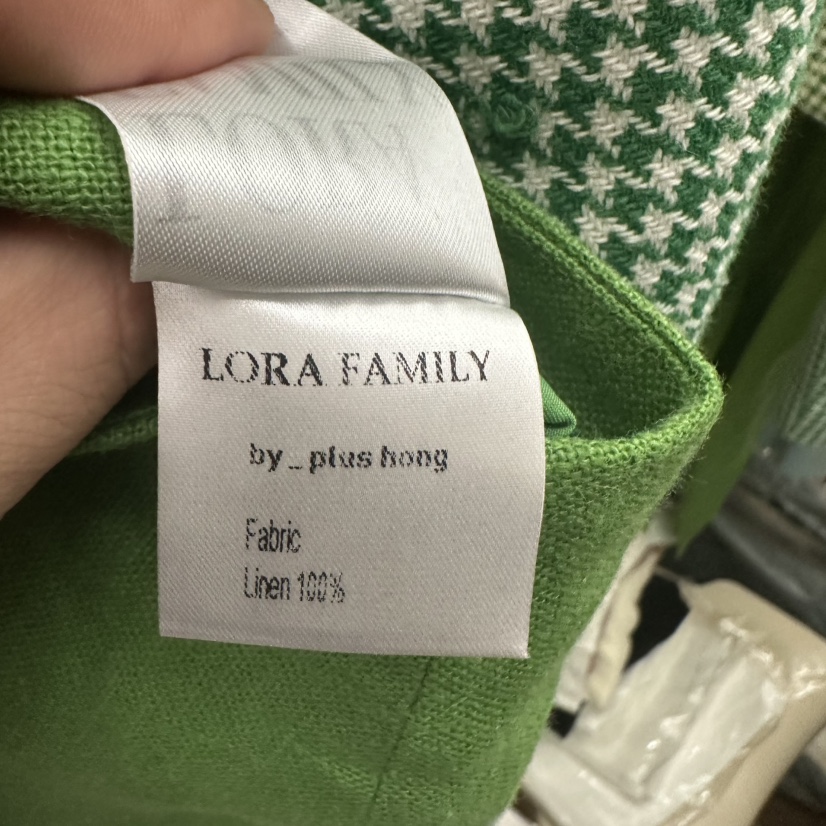 LORA FAMILY
by_plus hong
Fabric
Linen 100%